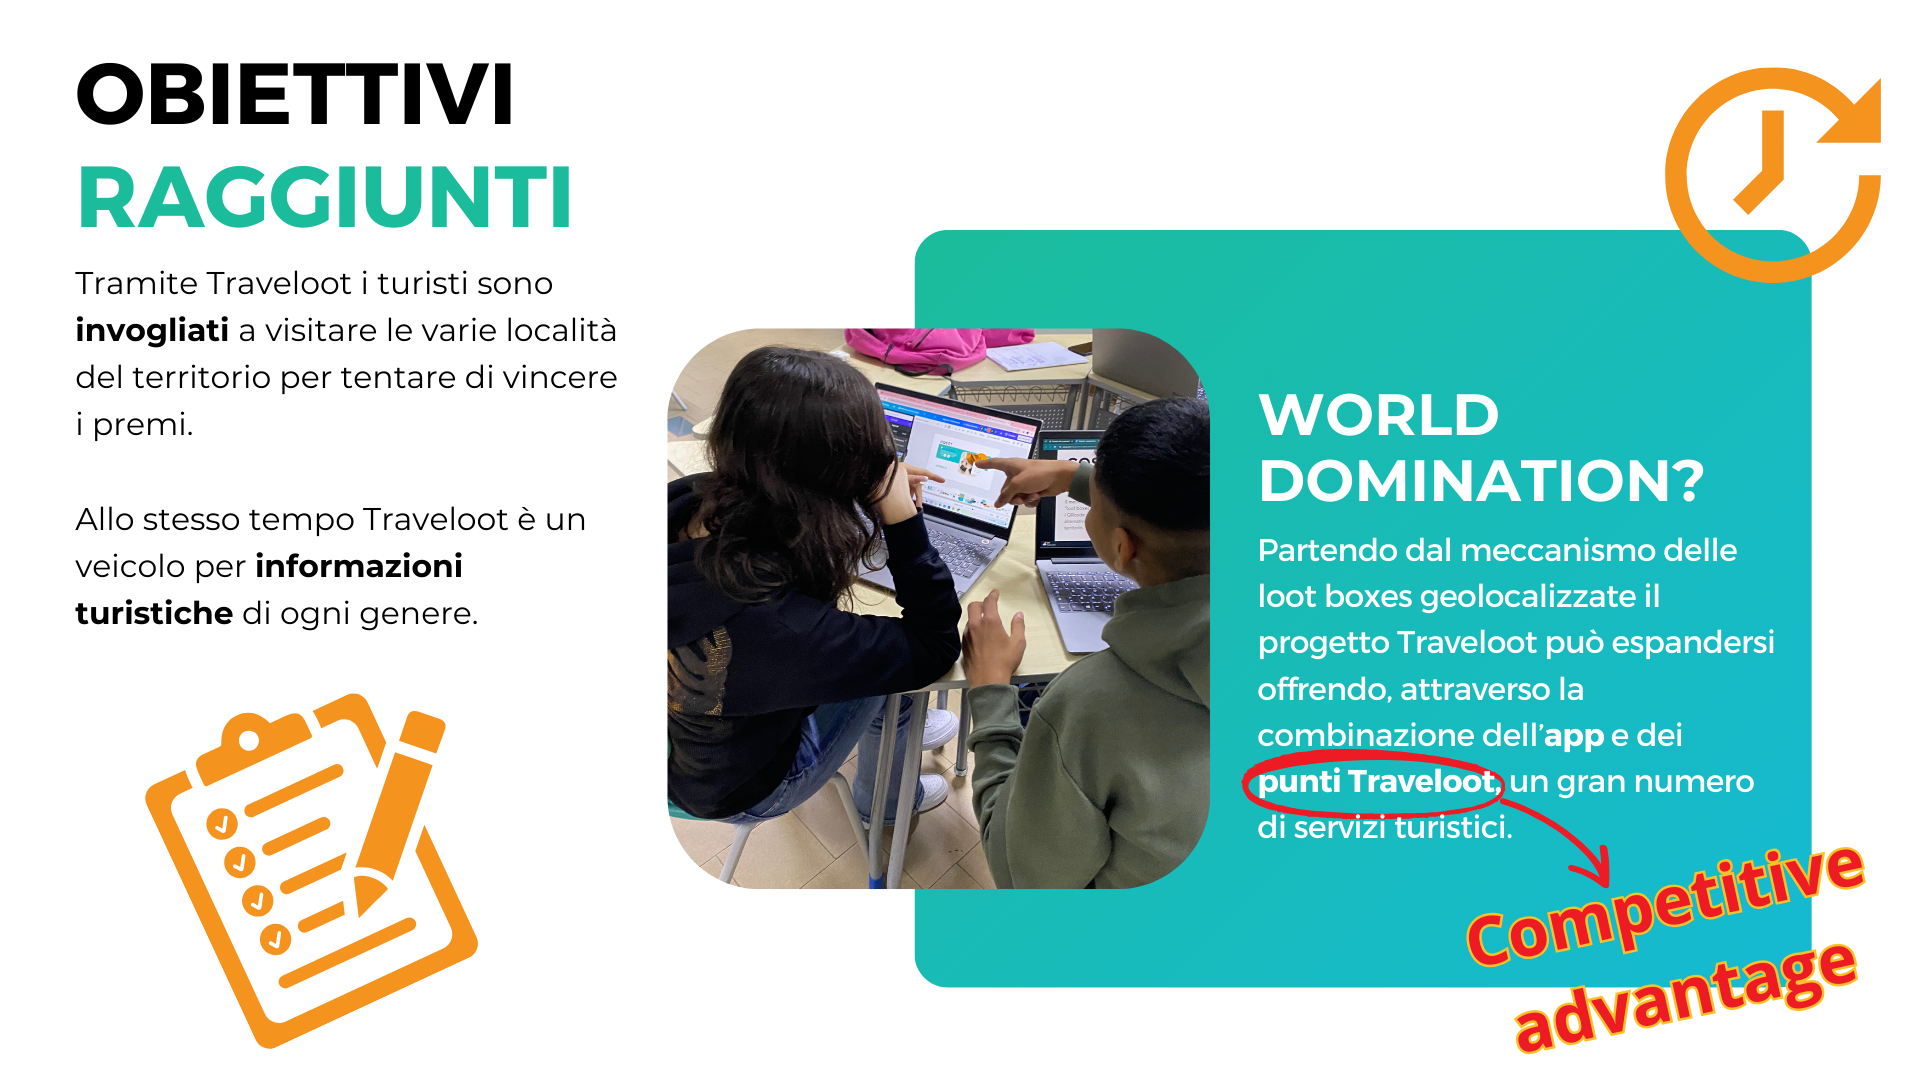 OBIETTIVI
RAGGIUNTI
Tramite Traveloot i turisti sono
invogliati a visitare le varie località
del territorio per tentare di vincere
i premi.
Allo stesso tempo Traveloot è un
veicolo per informazioni
turistiche di ogni genere.
WORLD
DOMINATION?
Partendo dal meccanismo delle
loot boxes geolocalizzate il
progetto Traveloot può espandersi
offrendo, attraverso la
combinazione dell'app e dei
punti Traveloot, un gran numero
di servizi turistici.
Competitive
advantage